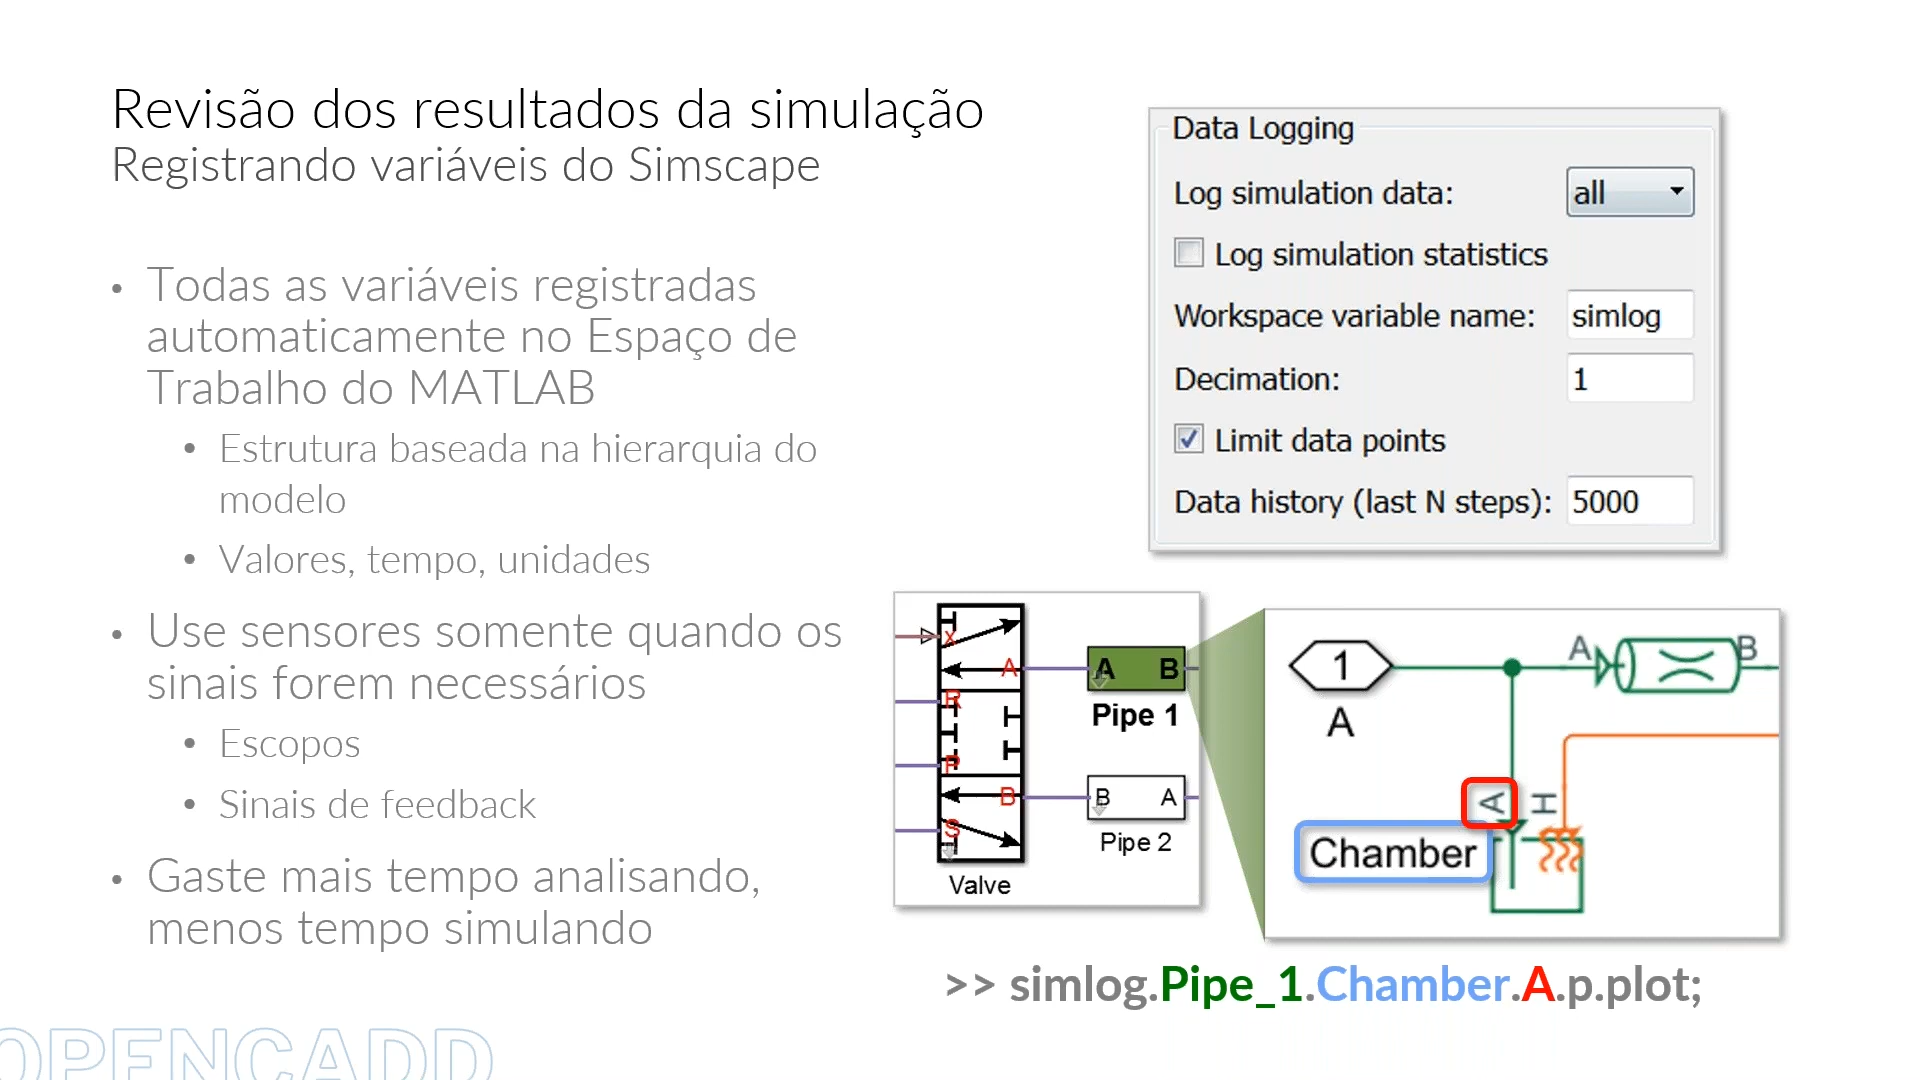 Revisão dos resultados da simulação
Registrando variáveis do Simscape
• Todas as variáveis registradas
automaticamente no Espaço de
Trabalho do MATLAB
• Estrutura baseada na hierarquia do
modelo
• Valores, tempo, unidades
• Use sensores somente quando os
sinais forem necessários
• Escopos
• Sinais de feedback
• Gaste mais tempo analisando,
menos tempo simulando
Data Logging
Log simulation data: all
Log simulation statistics
Workspace variable name: simlog
Decimation: 1
Limit data points
Data history (last N steps): 5000
X
A
R
P
B
S
Valve
A B
Pipe 1
B A
Pipe 2
1
A
A B
A H
Chamber
>> simlog.Pipe_1.Chamber.A.p.plot;
OPENCADD